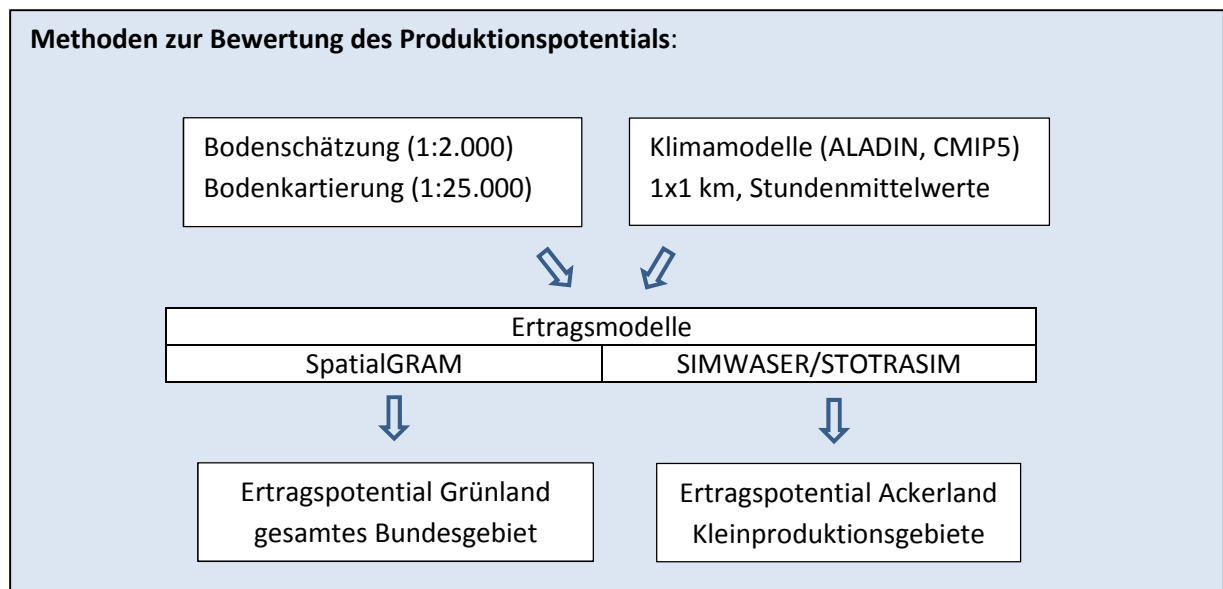 Methoden zur Bewertung des Produktionspotentials:
Bodenschätzung (1:2.000)
Bodenkartierung (1:25.000)
Klimamodelle (ALADIN, CMIP5)
1x1 km, Stundenmittelwerte
Ertragsmodelle
SpatialGRAM
SIMWASER/STOTRASIM
Ertragspotential Grünland
gesamtes Bundesgebiet
Ertragspotential Ackerland
Kleinproduktionsgebiete